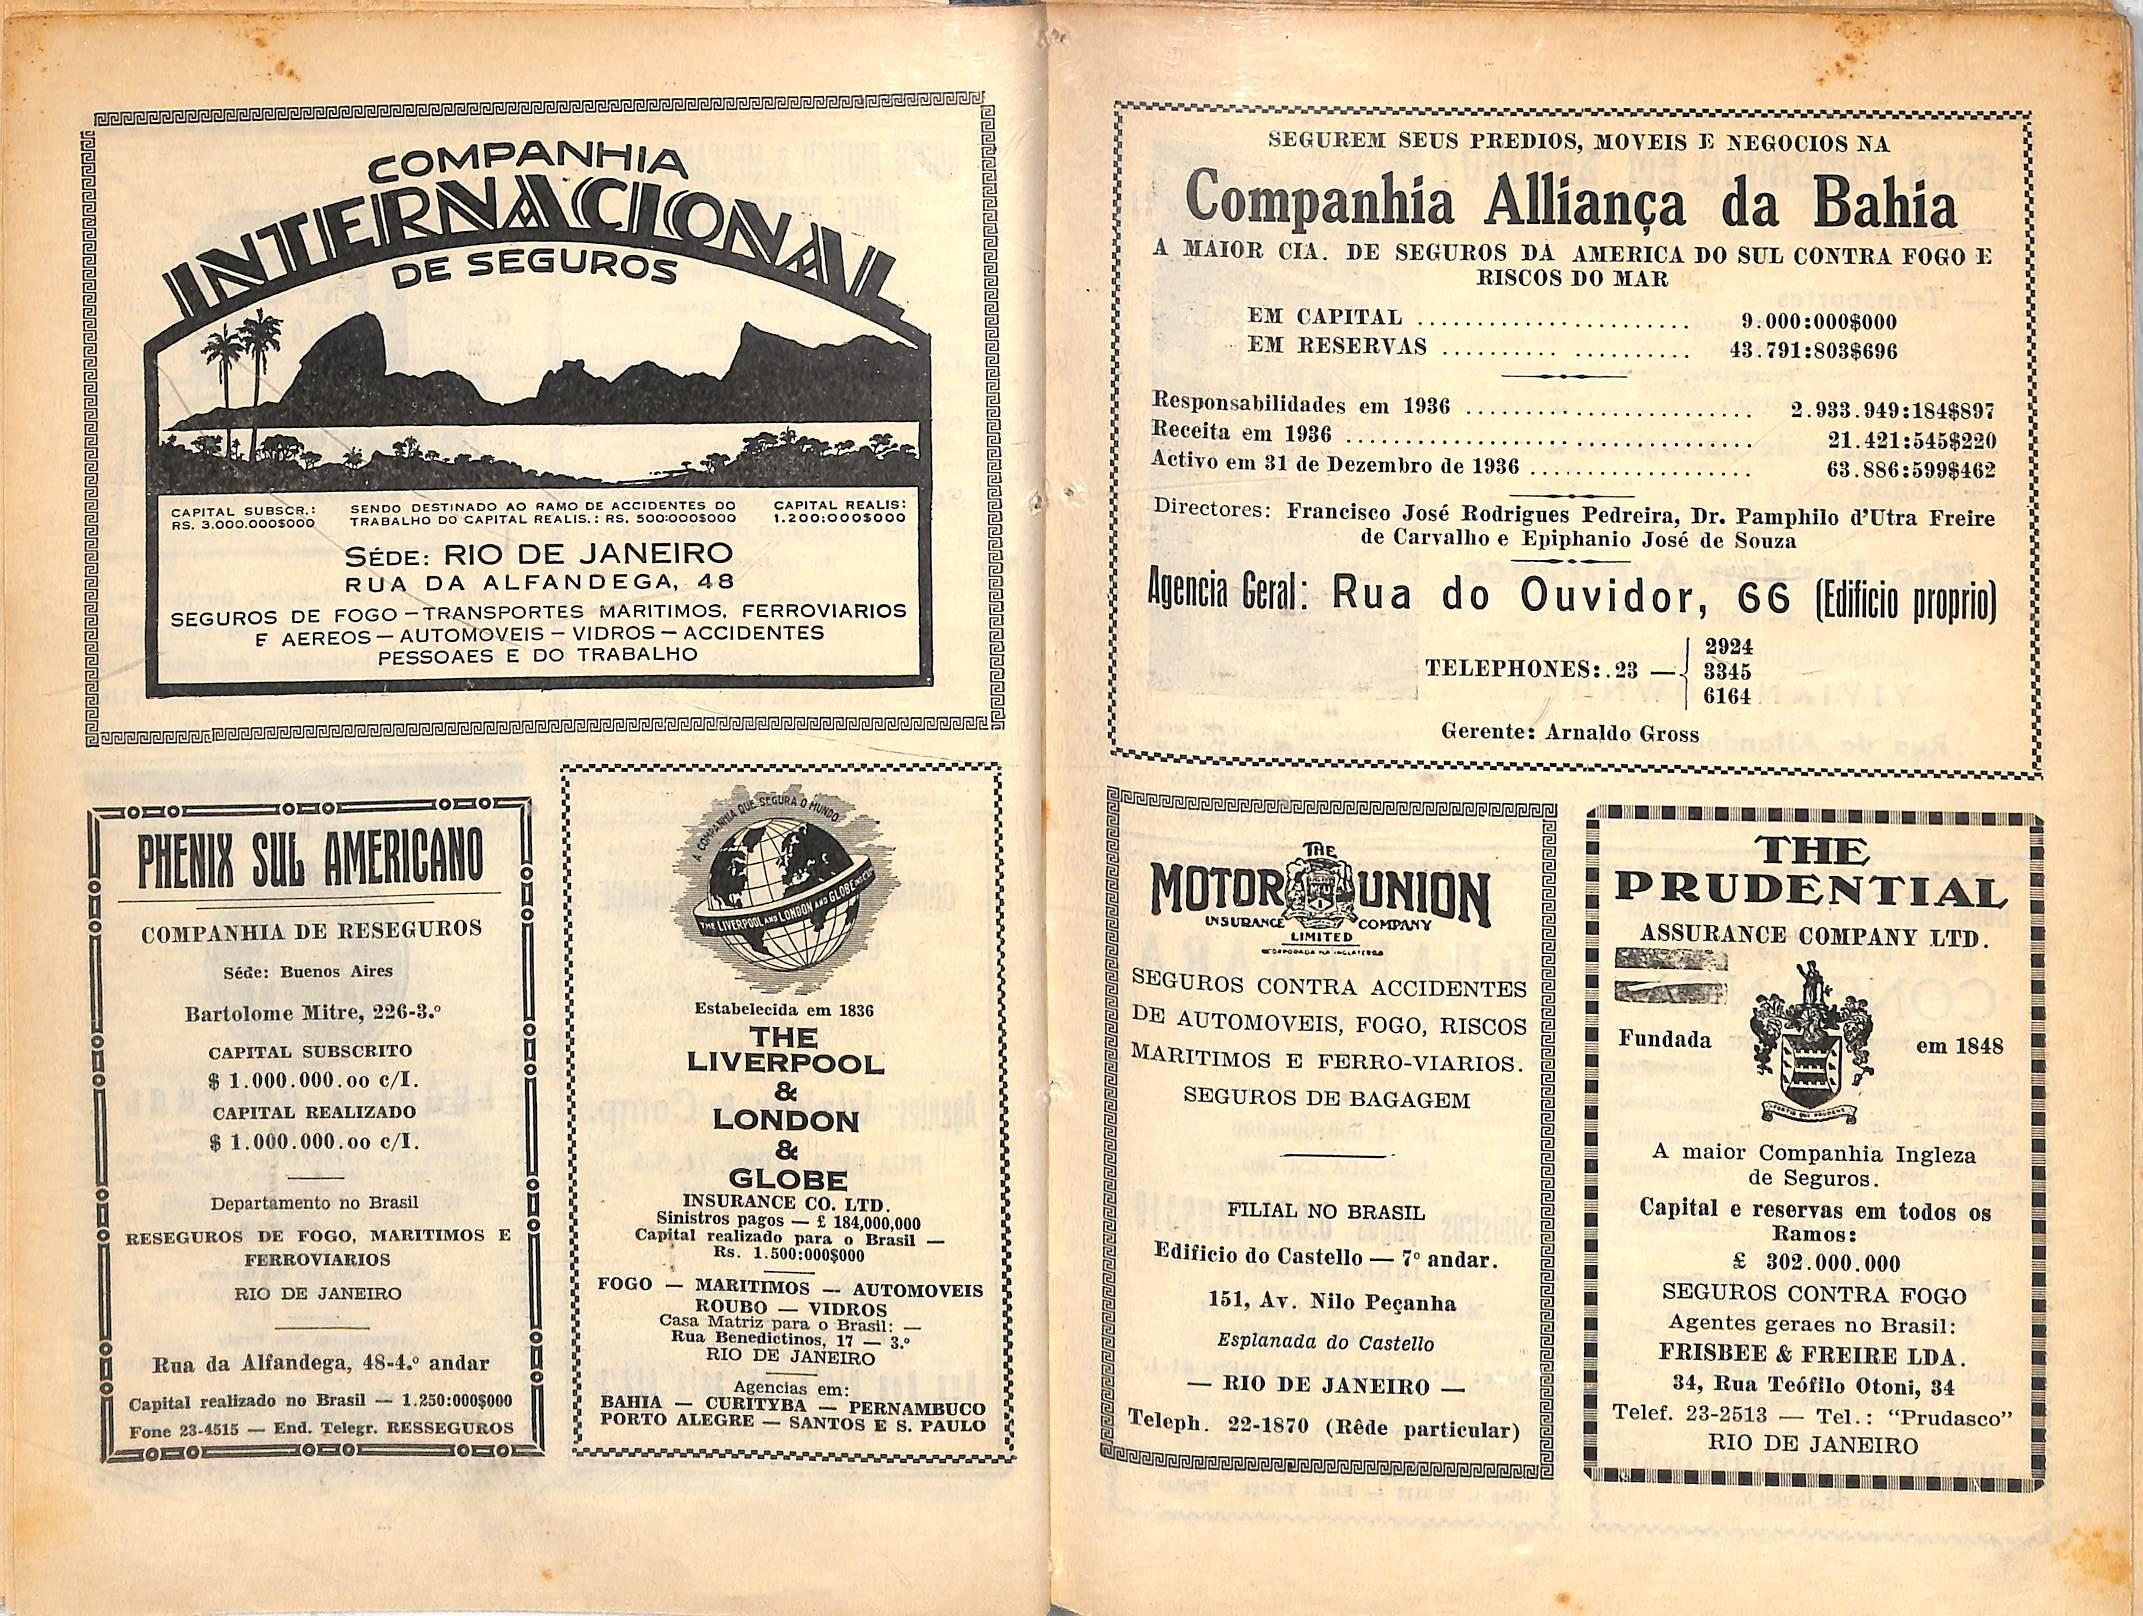 COMPANHIA
INTERNACIONAL
DE SEGUROS
CAPITAL SUBSCR.:
RS. 3.000.000$000
SENDO DESTINADO AO RAMO DE ACCIDENTES DO
TRABALHO DO CAPITAL REALIS.: RS. 500:000$000
CAPITAL REALIS:
1.200:000$000
SÉDE: RIO DE JANEIRO
RUA DA ALFANDEGA, 48
SEGUROS DE FOGO — TRANSPORTES MARITIMOS, FERROVIARIOS
E AEREOS — AUTOMOVEIS — VIDROS — ACCIDENTES
PESSOAES E DO TRABALHO
PHENIX SUL AMERICANO
COMPANHIA DE RESEGUROS
Séde: Buenos Aires
Bartolome Mitre, 226-3.º
CAPITAL SUBSCRITO
$ 1.000.000.oo c/l.
CAPITAL REALIZADO
$ 1.000.000.oo c/l.
Departamento no Brasil
RESEGUROS DE FOGO, MARITIMOS E
FERROVIARIOS
RIO DE JANEIRO
Rua da Alfandega, 48-4.º andar
Capital realizado no Brasil — 1.250:000$000
Fone 23-4515 — End. Telegr. RESSEGUROS
A COMPANHIA QUE SEGURA O MUNDO
THE LIVERPOOL AND LONDON AND GLOBE INS. CO. LTD
Estabelecida em 1836
THE
LIVERPOOL
&
LONDON
&
GLOBE
INSURANCE CO. LTD.
Sinistros pagos — £ 184,000,000
Capital realizado para o Brasil —
Rs. 1.500:000$000
FOGO — MARITIMOS — AUTOMOVEIS
ROUBO — VIDROS
Casa Matriz para o Brasil: —
Rua Benedictinos, 17 — 3.º
RIO DE JANEIRO
Agencias em:
BAHIA — CURITYBA — PERNAMBUCO
PORTO ALEGRE — SANTOS E S. PAULO
SEGUREM SEUS PREDIOS, MOVEIS E NEGOCIOS NA
Companhia Alliança da Bahia
A MAIOR CIA. DE SEGUROS DA AMERICA DO SUL CONTRA FOGO E
RISCOS DO MAR
EM CAPITAL ....................... 9.000:000$000
EM RESERVAS .......... .......... 43.791:803$696
Responsabilidades em 1936 ........................ 2.933.949:184$897
Receita em 1936 .................................. 21.421:545$220
Activo em 31 de Dezembro de 1936 ................... 63.886:599$462
Directores: Francisco José Rodrigues Pedreira, Dr. Pamphilo d'Utra Freire
de Carvalho e Epiphanio José de Souza
Agencia Geral: Rua do Ouvidor, 66 (Edificio proprio)
2924
TELEPHONES: 23 — 3345
6164
Gerente: Arnaldo Gross
THE
MOTOR UNION
INSURANCE COMPANY
LIMITED
INCORPORADA NA INGLATERRA
SEGUROS CONTRA ACCIDENTES
DE AUTOMOVEIS, FOGO, RISCOS
MARITIMOS E FERRO-VIARIOS.
SEGUROS DE BAGAGEM
FILIAL NO BRASIL
Edificio do Castello — 7º andar.
151, Av. Nilo Peçanha
Esplanada do Castello
— RIO DE JANEIRO —
Teleph. 22-1870 (Rêde particular)
THE
PRUDENTIAL
ASSURANCE COMPANY LTD.
Fundada em 1848
FORTIS QUI PRUDENS
A maior Companhia Ingleza
de Seguros.
Capital e reservas em todos os
Ramos:
£ 302.000.000
SEGUROS CONTRA FOGO
Agentes geraes no Brasil:
FRISBEE & FREIRE LDA.
34, Rua Teófilo Otoni, 34
Telef. 23-2513 — Tel.: "Prudasco"
RIO DE JANEIRO